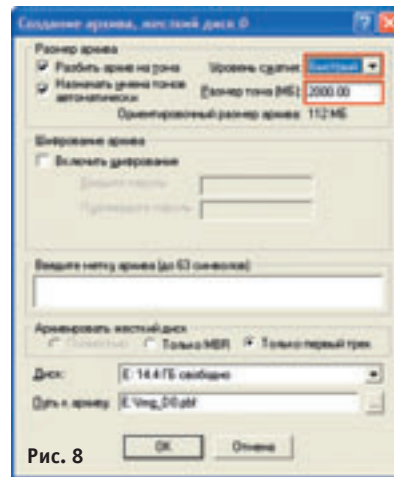 Создание архива, жесткий диск 0
Размер архива
Разбить архив на тома
Уровень сжатия: Быстрый
Назначать имена томов автоматически
Размер тома (МБ): 2000.00
Ориентировочный размер архива: 112 МБ
Шифрование архива
Включить шифрование
Введите пароль:
Подтвердите пароль:
Введите метку архива (до 63 символов)
Архивировать жесткий диск
Полностью
Только MBR
Только первый трек
Диск: E: 14.4 ГБ свободно
Путь к архиву:
...
OK
Отмена
Рис. 8